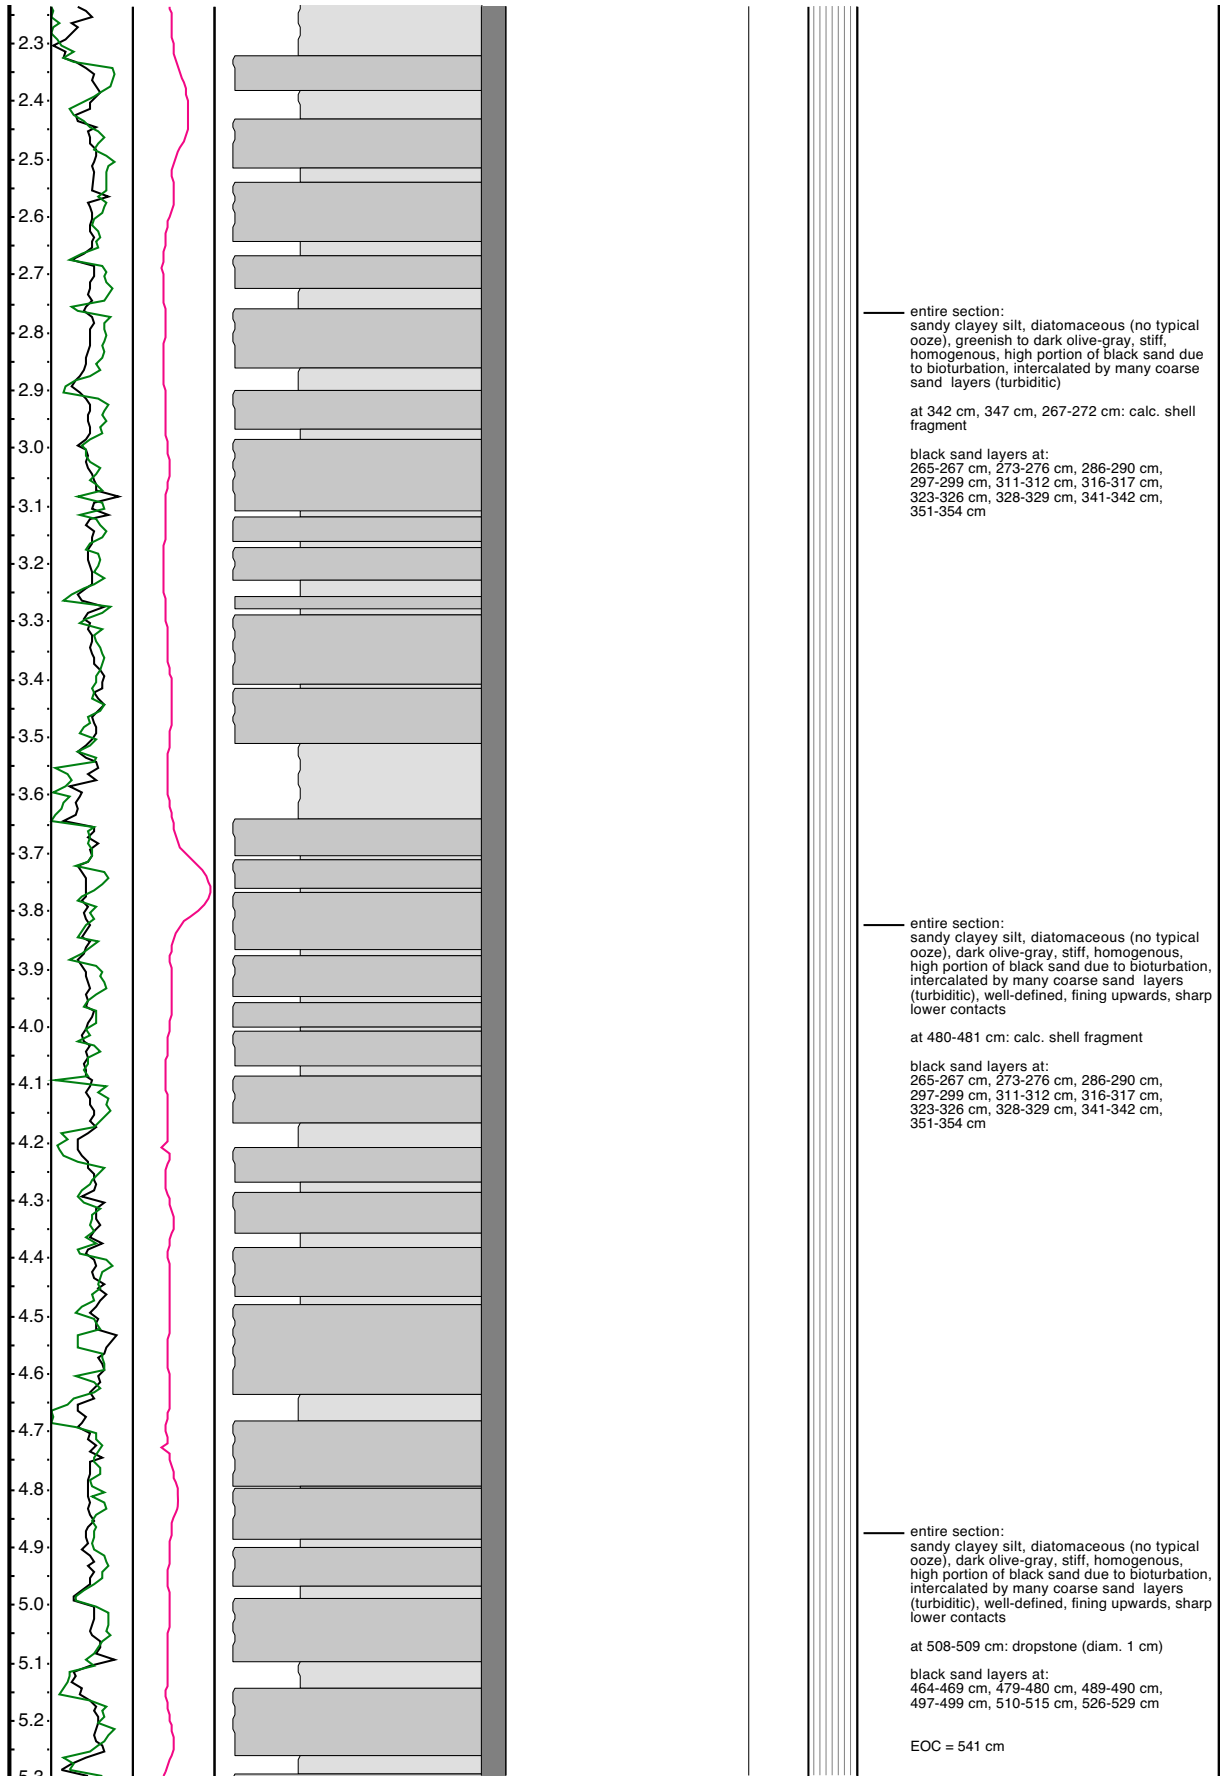 2.3
2.4
2.5
2.6
2.7
2.8
2.9
3.0
3.1
3.2
3.3
3.4
3.5
3.6
3.7
3.8
3.9
4.0
4.1
4.2
4.3
4.4
4.5
4.6
4.7
4.8
4.9
5.0
5.1
5.2
5.3
entire section:
sandy clayey silt, diatomaceous (no typical
ooze), greenish to dark olive-gray, stiff,
homogenous, high portion of black sand due
to bioturbation, intercalated by many coarse
sand layers (turbiditic)
at 342 cm, 347 cm, 267-272 cm: calc. shell
fragment
black sand layers at:
265-267 cm, 273-276 cm, 286-290 cm,
297-299 cm, 311-312 cm, 316-317 cm,
323-326 cm, 328-329 cm, 341-342 cm,
351-354 cm
entire section:
sandy clayey silt, diatomaceous (no typical
ooze), dark olive-gray, stiff, homogenous,
high portion of black sand due to bioturbation,
intercalated by many coarse sand layers
(turbiditic), well-defined, fining upwards, sharp
lower contacts
at 480-481 cm: calc. shell fragment
black sand layers at:
265-267 cm, 273-276 cm, 286-290 cm,
297-299 cm, 311-312 cm, 316-317 cm,
323-326 cm, 328-329 cm, 341-342 cm,
351-354 cm
entire section:
sandy clayey silt, diatomaceous (no typical
ooze), dark olive-gray, stiff, homogenous,
high portion of black sand due to bioturbation,
intercalated by many coarse sand layers
(turbiditic), well-defined, fining upwards, sharp
lower contacts
at 508-509 cm: dropstone (diam. 1 cm)
black sand layers at:
464-469 cm, 479-480 cm, 489-490 cm,
497-499 cm, 510-515 cm, 526-529 cm
EOC = 541 cm